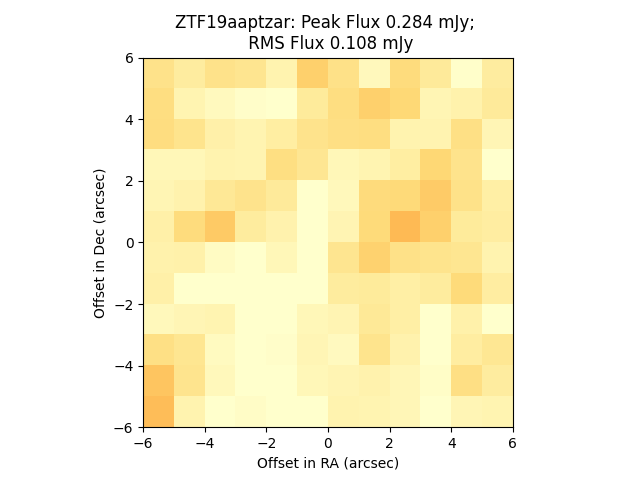 ZTF19aaptzar: Peak Flux 0.284 mJy;
RMS Flux 0.108 mJy
6
4
2
0
−2
−4
−6
Offset in Dec (arcsec)
−6 −4 −2 0 2 4 6
Offset in RA (arcsec)